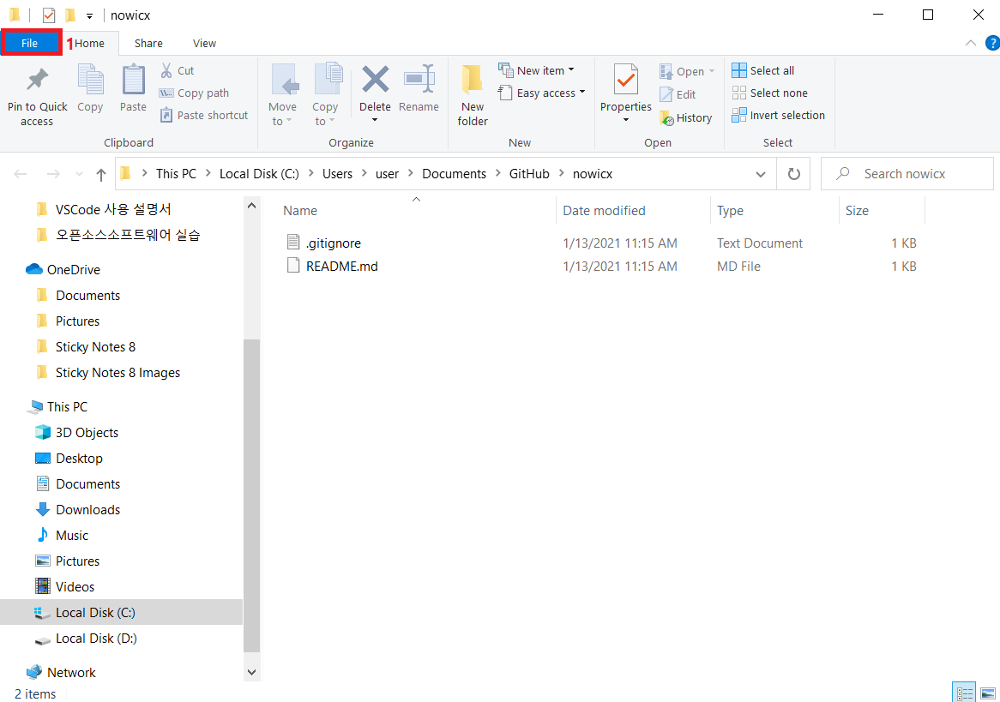 nowicx
File 1 Home Share View
Pin to Quick access
Copy
Paste
Cut
Copy path
Paste shortcut
Clipboard
Move to
Copy to
Delete
Rename
Organize
New folder
New item
Easy access
New
Properties
Open
Edit
History
Open
Select all
Select none
Invert selection
Select
This PC > Local Disk (C:) > Users > user > Documents > GitHub > nowicx
Search nowicx
VSCode 사용 설명서
오픈소스소프트웨어 실습
OneDrive
Documents
Pictures
Sticky Notes 8
Sticky Notes 8 Images
This PC
3D Objects
Desktop
Documents
Downloads
Music
Pictures
Videos
Local Disk (C:)
Local Disk (D:)
Network
Name Date modified Type Size
.gitignore 1/13/2021 11:15 AM Text Document 1 KB
README.md 1/13/2021 11:15 AM MD File 1 KB
2 items